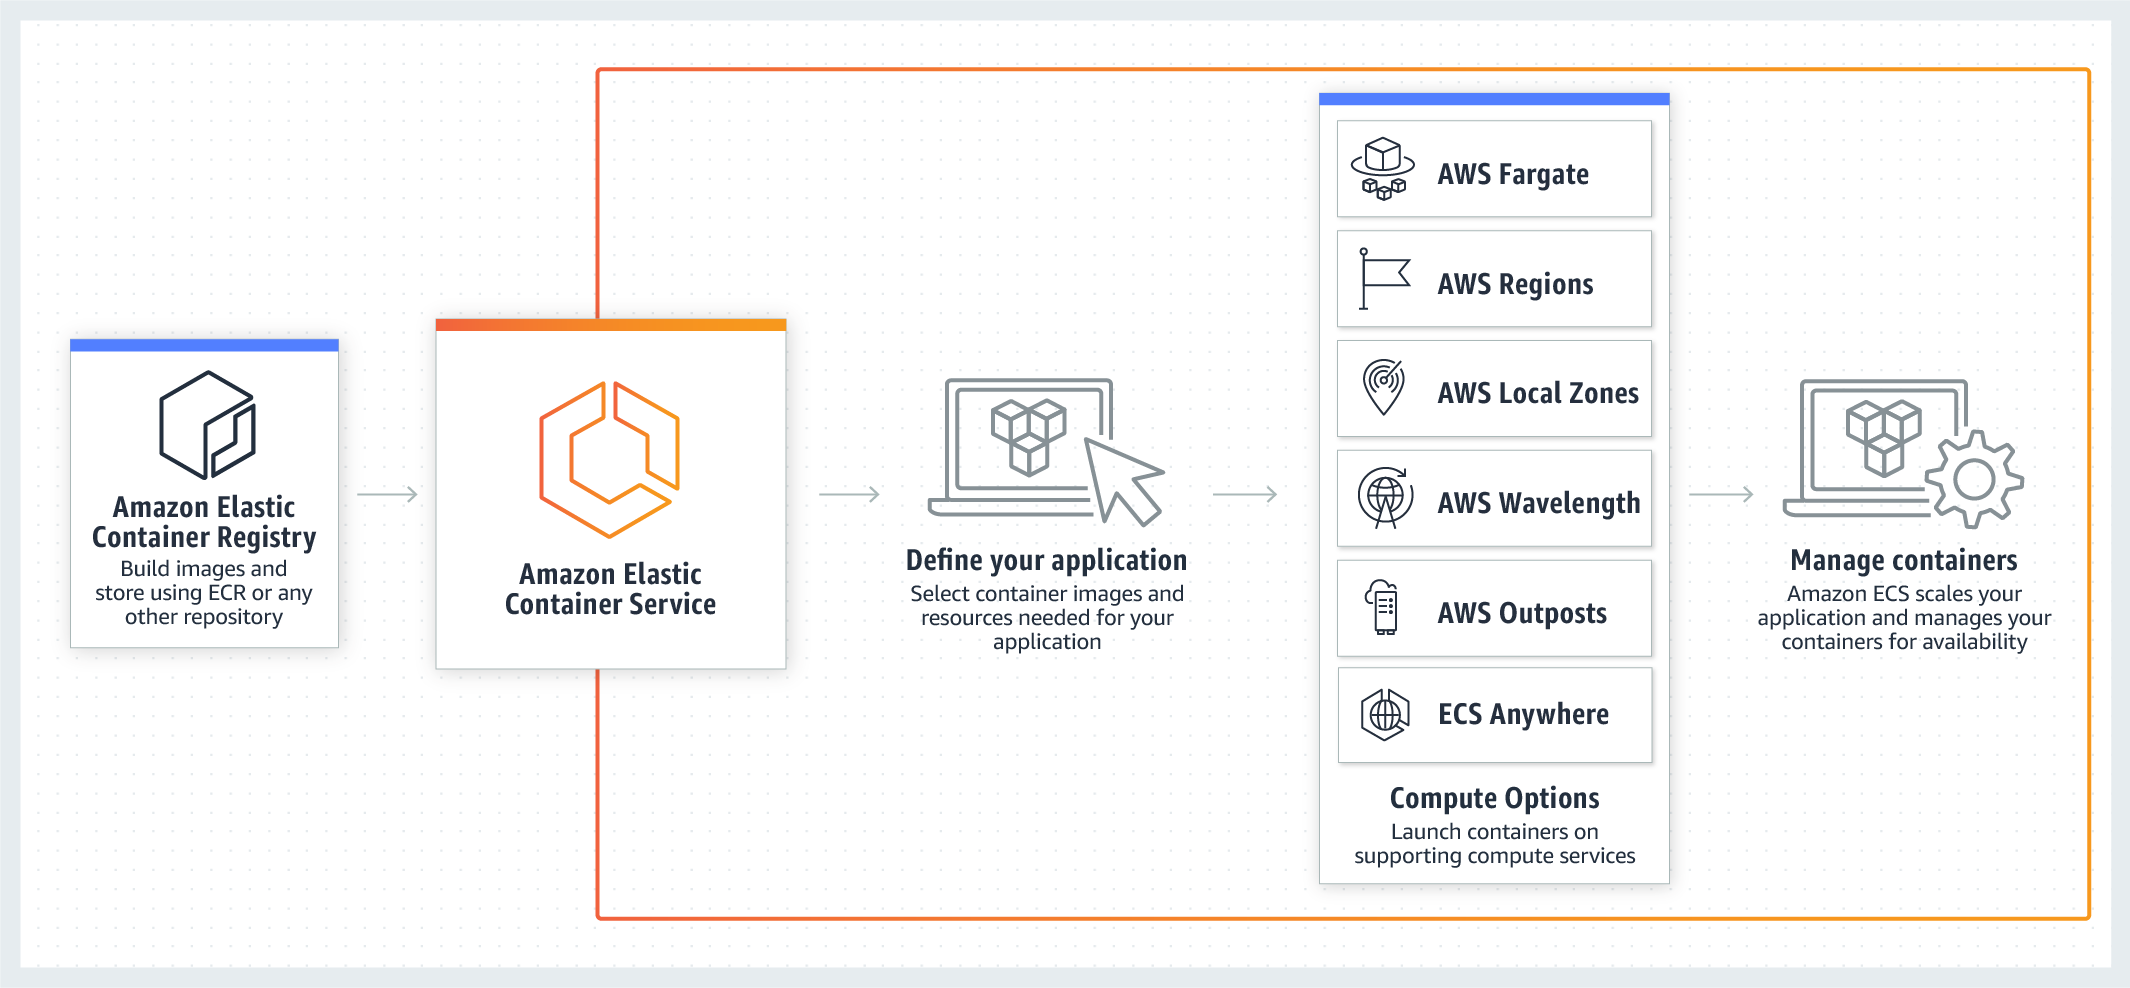 Amazon Elastic
Container Registry
Build images and
store using ECR or any
other repository
Amazon Elastic
Container Service
Define your application
Select container images and
resources needed for your
application
AWS Fargate
AWS Regions
AWS Local Zones
AWS Wavelength
AWS Outposts
ECS Anywhere
Compute Options
Launch containers on
supporting compute services
Manage containers
Amazon ECS scales your
application and manages your
containers for availability